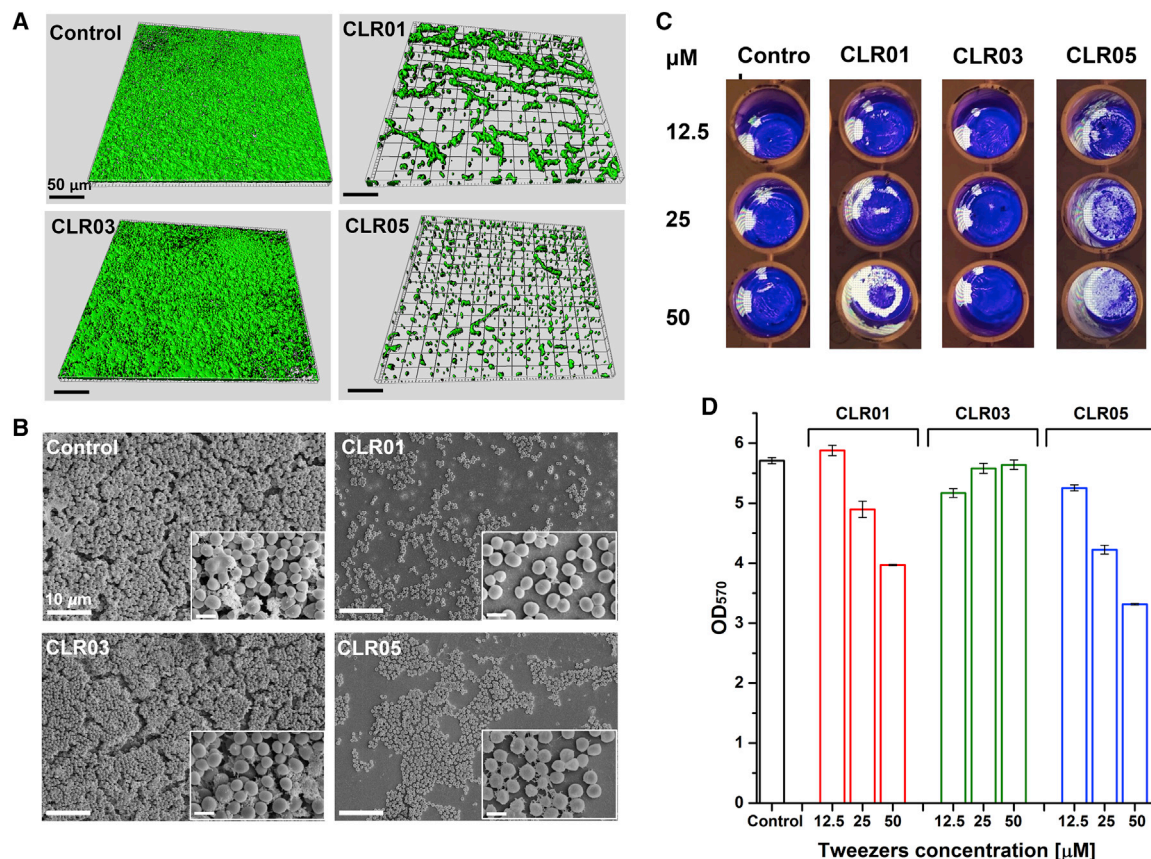 A
Control
CLR01
50 μm
CLR03
CLR05
B
Control
CLR01
10 μm
CLR03
CLR05
C
μM
Contro
CLR01
CLR03
CLR05
12.5
25
50
D
CLR01
CLR03
CLR05
OD570
6
5
4
3
2
1
0
Control
12.5
25
50
12.5
25
50
12.5
25
50
Tweezers concentration [μM]